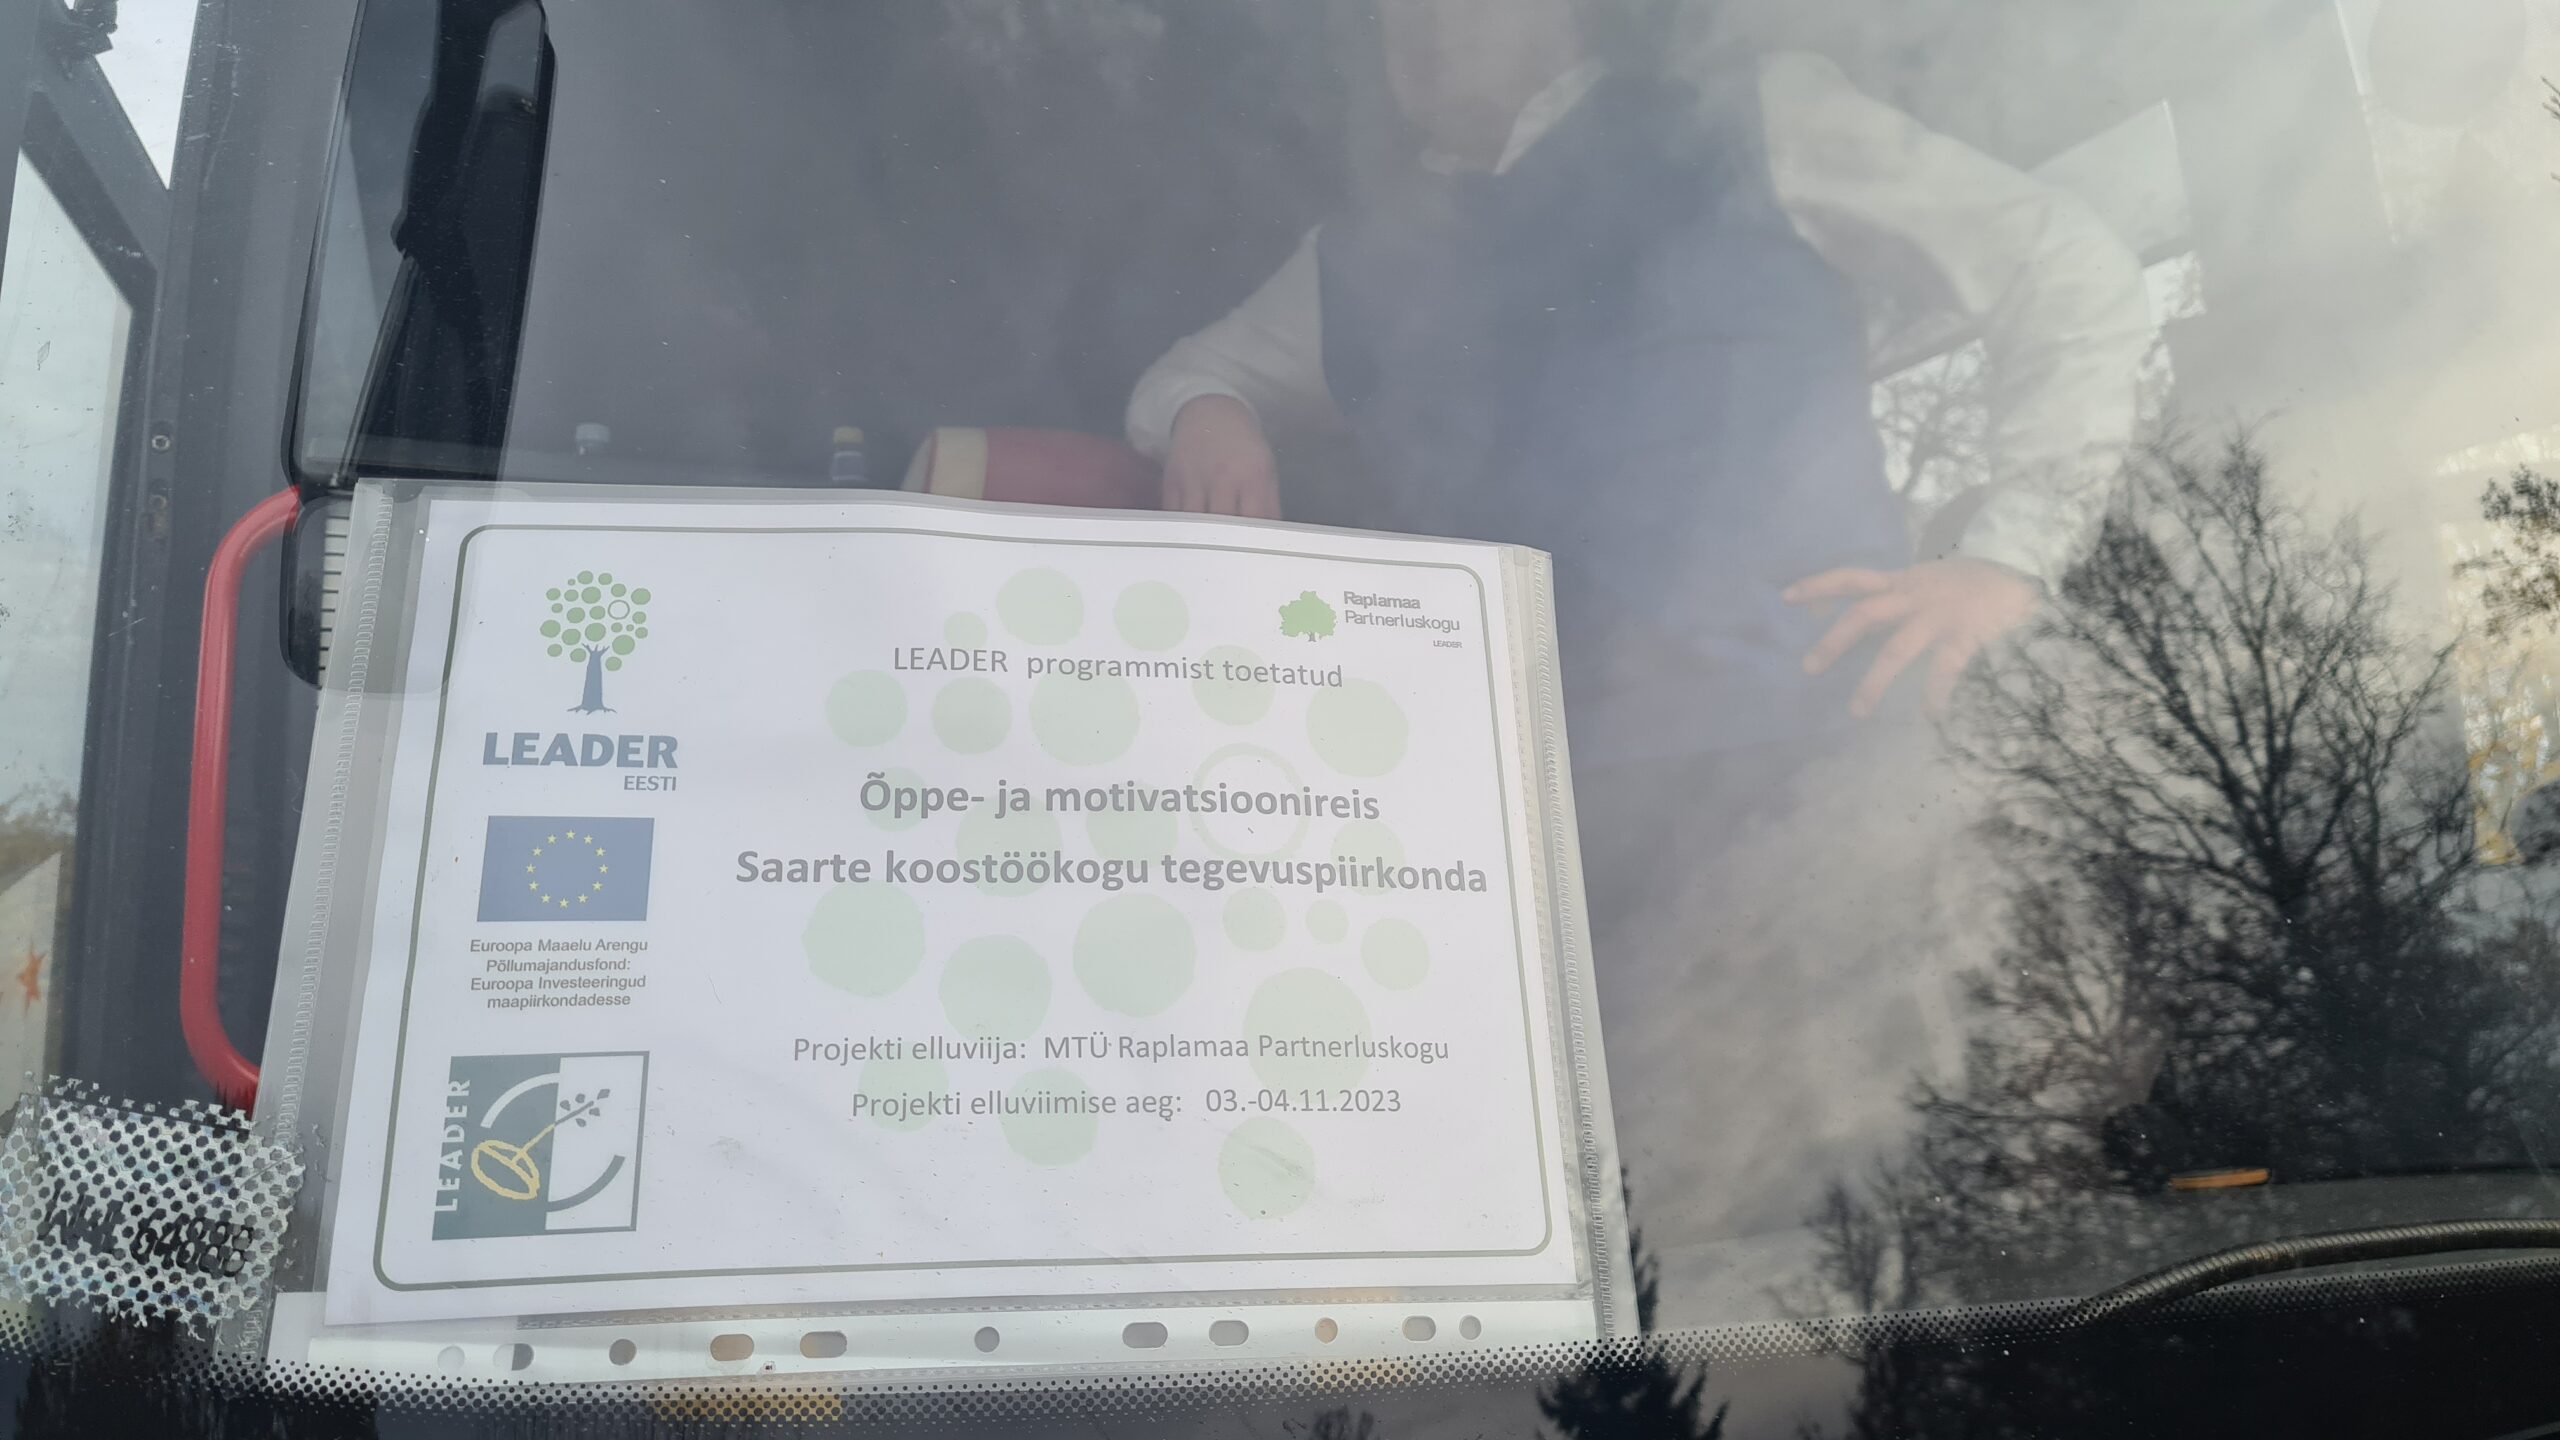 LEADER
EESTI
Euroopa Maaelu Arengu
Põllumajandusfond:
Euroopa Investeeringud
maapiirkondadesse
LEADER
Raplamaa
Partnerluskogu
LEADER
LEADER programmist toetatud
Õppe- ja motivatsioonireis
Saarte koostöökogu tegevuspiirkonda
Projekti elluviija: MTÜ Raplamaa Partnerluskogu
Projekti elluviimise aeg: 03.-04.11.2023